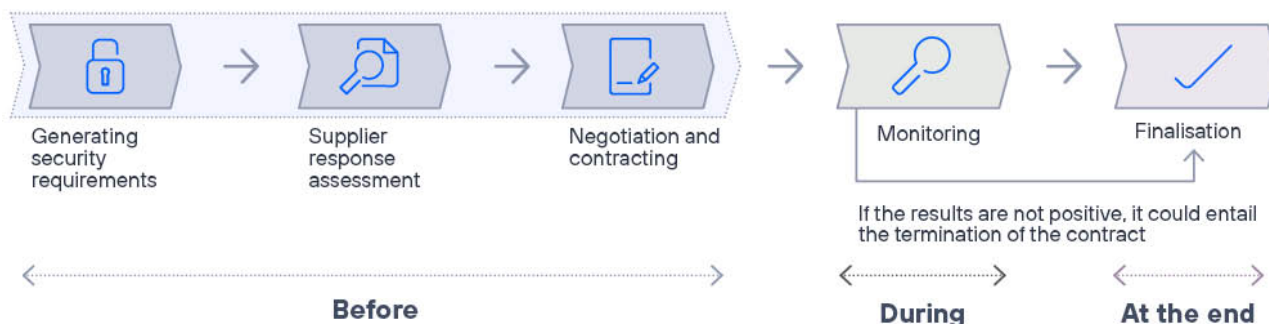 Generating
security
requirements
Supplier
response
assessment
Negotiation and
contracting
Monitoring
Finalisation
If the results are not positive, it could entail
the termination of the contract
Before
During
At the end